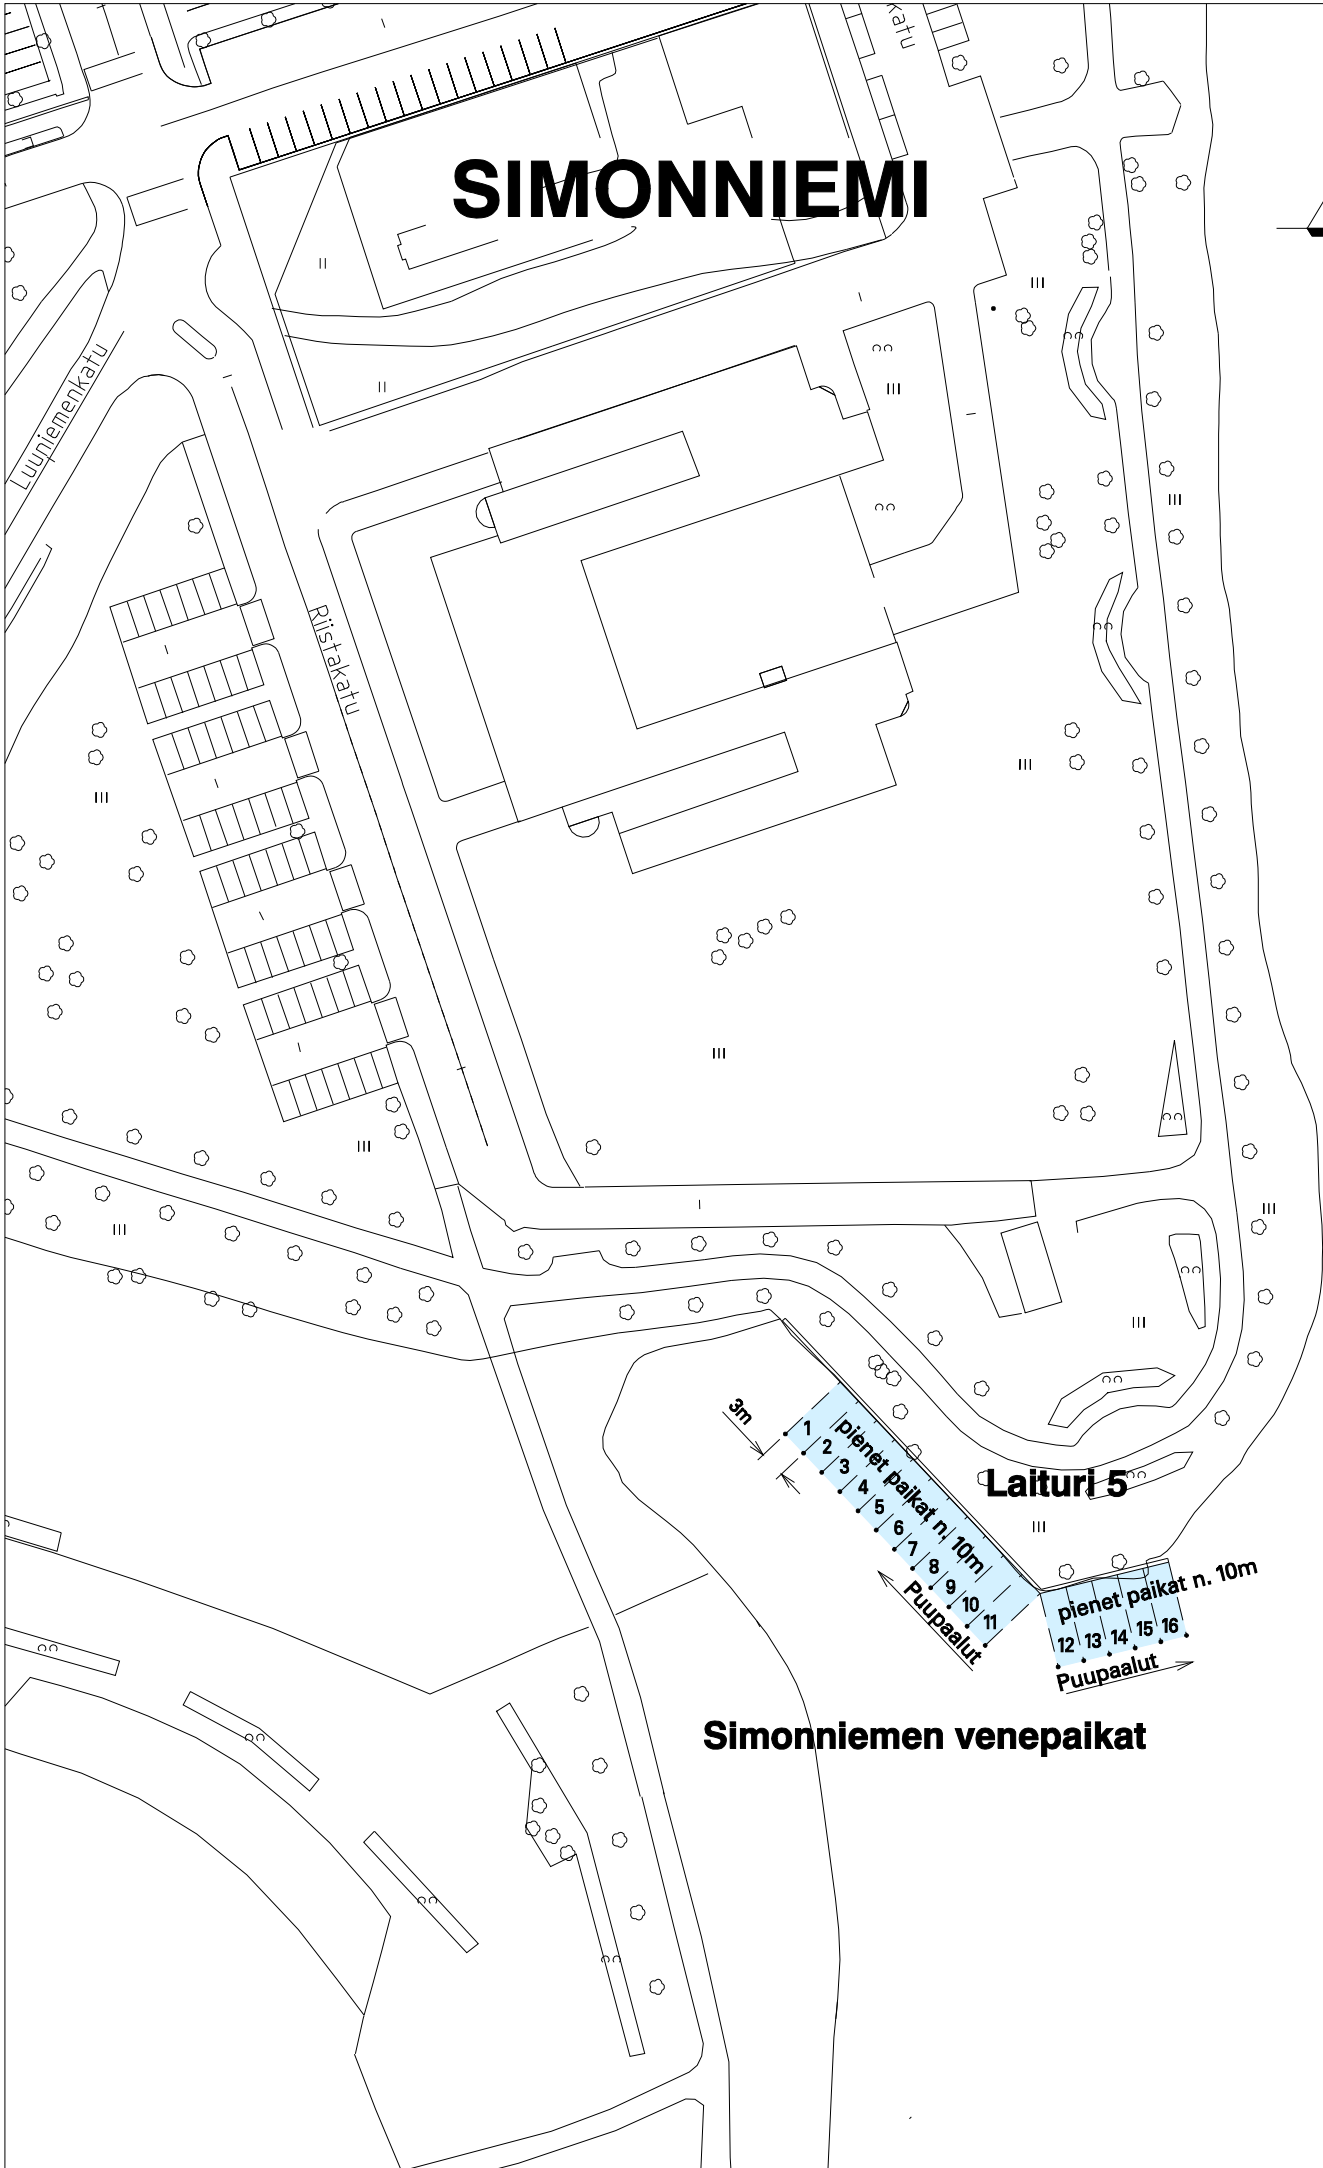 katu
SIMONNIEMI
Luuniemenkatu
Riistakatu
3m
pienet paikat n. 10m
1
2
3
4
5
6
7
8
9
10
11
Puupaalut
Laituri 5
pienet paikat n. 10m
12 13 14 15 16
Puupaalut
Simonniemen venepaikat